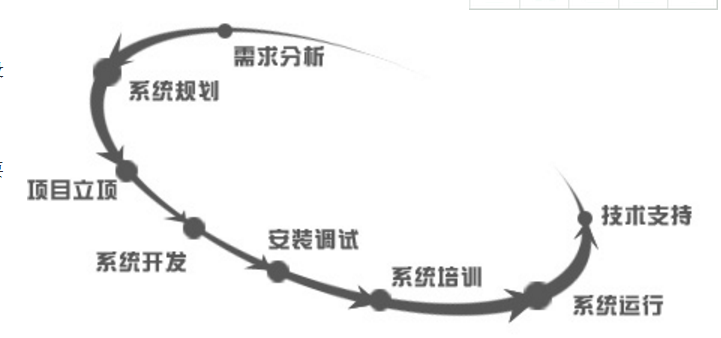 需求分析
系统规划
项目立项
系统开发
安装调试
系统培训
系统运行
技术支持